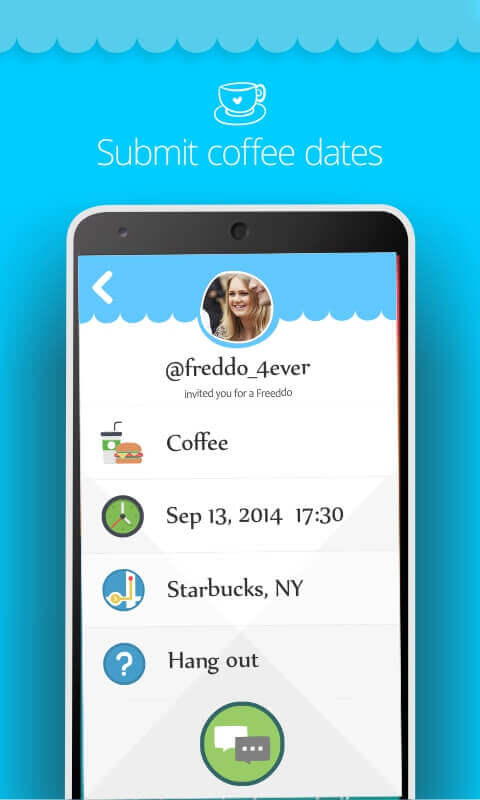 Submit coffee dates
@freddo_4ever
invited you for a Freeddo
Coffee
Sep 13, 2014 17:30
Starbucks, NY
Hang out